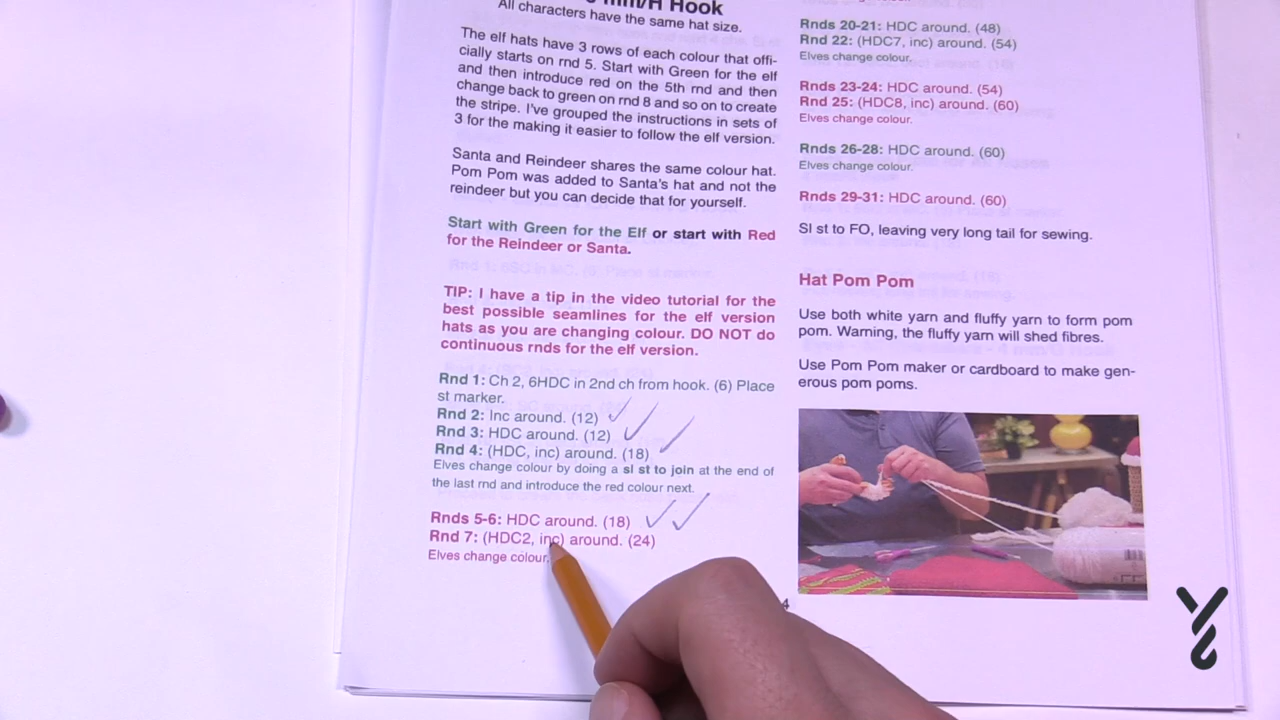 mm/H Hook
All characters have the same hat size.
The elf hats have 3 rows of each colour that offi-
cially starts on rnd 5. Start with Green for the elf
and then introduce red on the 5th rnd and then
change back to green on rnd 8 and so on to create
the stripe. I've grouped the instructions in sets of
3 for the making it easier to follow the elf version.
Santa and Reindeer shares the same colour hat.
Pom Pom was added to Santa's hat and not the
reindeer but you can decide that for yourself.
Start with Green for the Elf or start with Red
for the Reindeer or Santa.
TIP: I have a tip in the video tutorial for the
best possible seamlines for the elf version
hats as you are changing colour. DO NOT do
continuous rnds for the elf version.
Rnd 1: Ch 2, 6HDC in 2nd ch from hook. (6) Place
st marker.
Rnd 2: Inc around. (12)
Rnd 3: HDC around. (12)
Rnd 4: (HDC, inc) around. (18)
Elves change colour by doing a sl st to join at the end of
the last rnd and introduce the red colour next.
Rnds 5-6: HDC around. (18)
Rnd 7: (HDC2, inc) around. (24)
Elves change colour.
Rnds 20-21: HDC around. (48)
Rnd 22: (HDC7, inc) around. (54)
Elves change colour.
Rnds 23-24: HDC around. (54)
Rnd 25: (HDC8, inc) around. (60)
Elves change colour.
Rnds 26-28: HDC around. (60)
Elves change colour.
Rnds 29-31: HDC around. (60)
Sl st to FO, leaving very long tail for sewing.
Hat Pom Pom
Use both white yarn and fluffy yarn to form pom
pom. Warning, the fluffy yarn will shed fibres.
Use Pom Pom maker or cardboard to make gen-
erous pom poms.
4